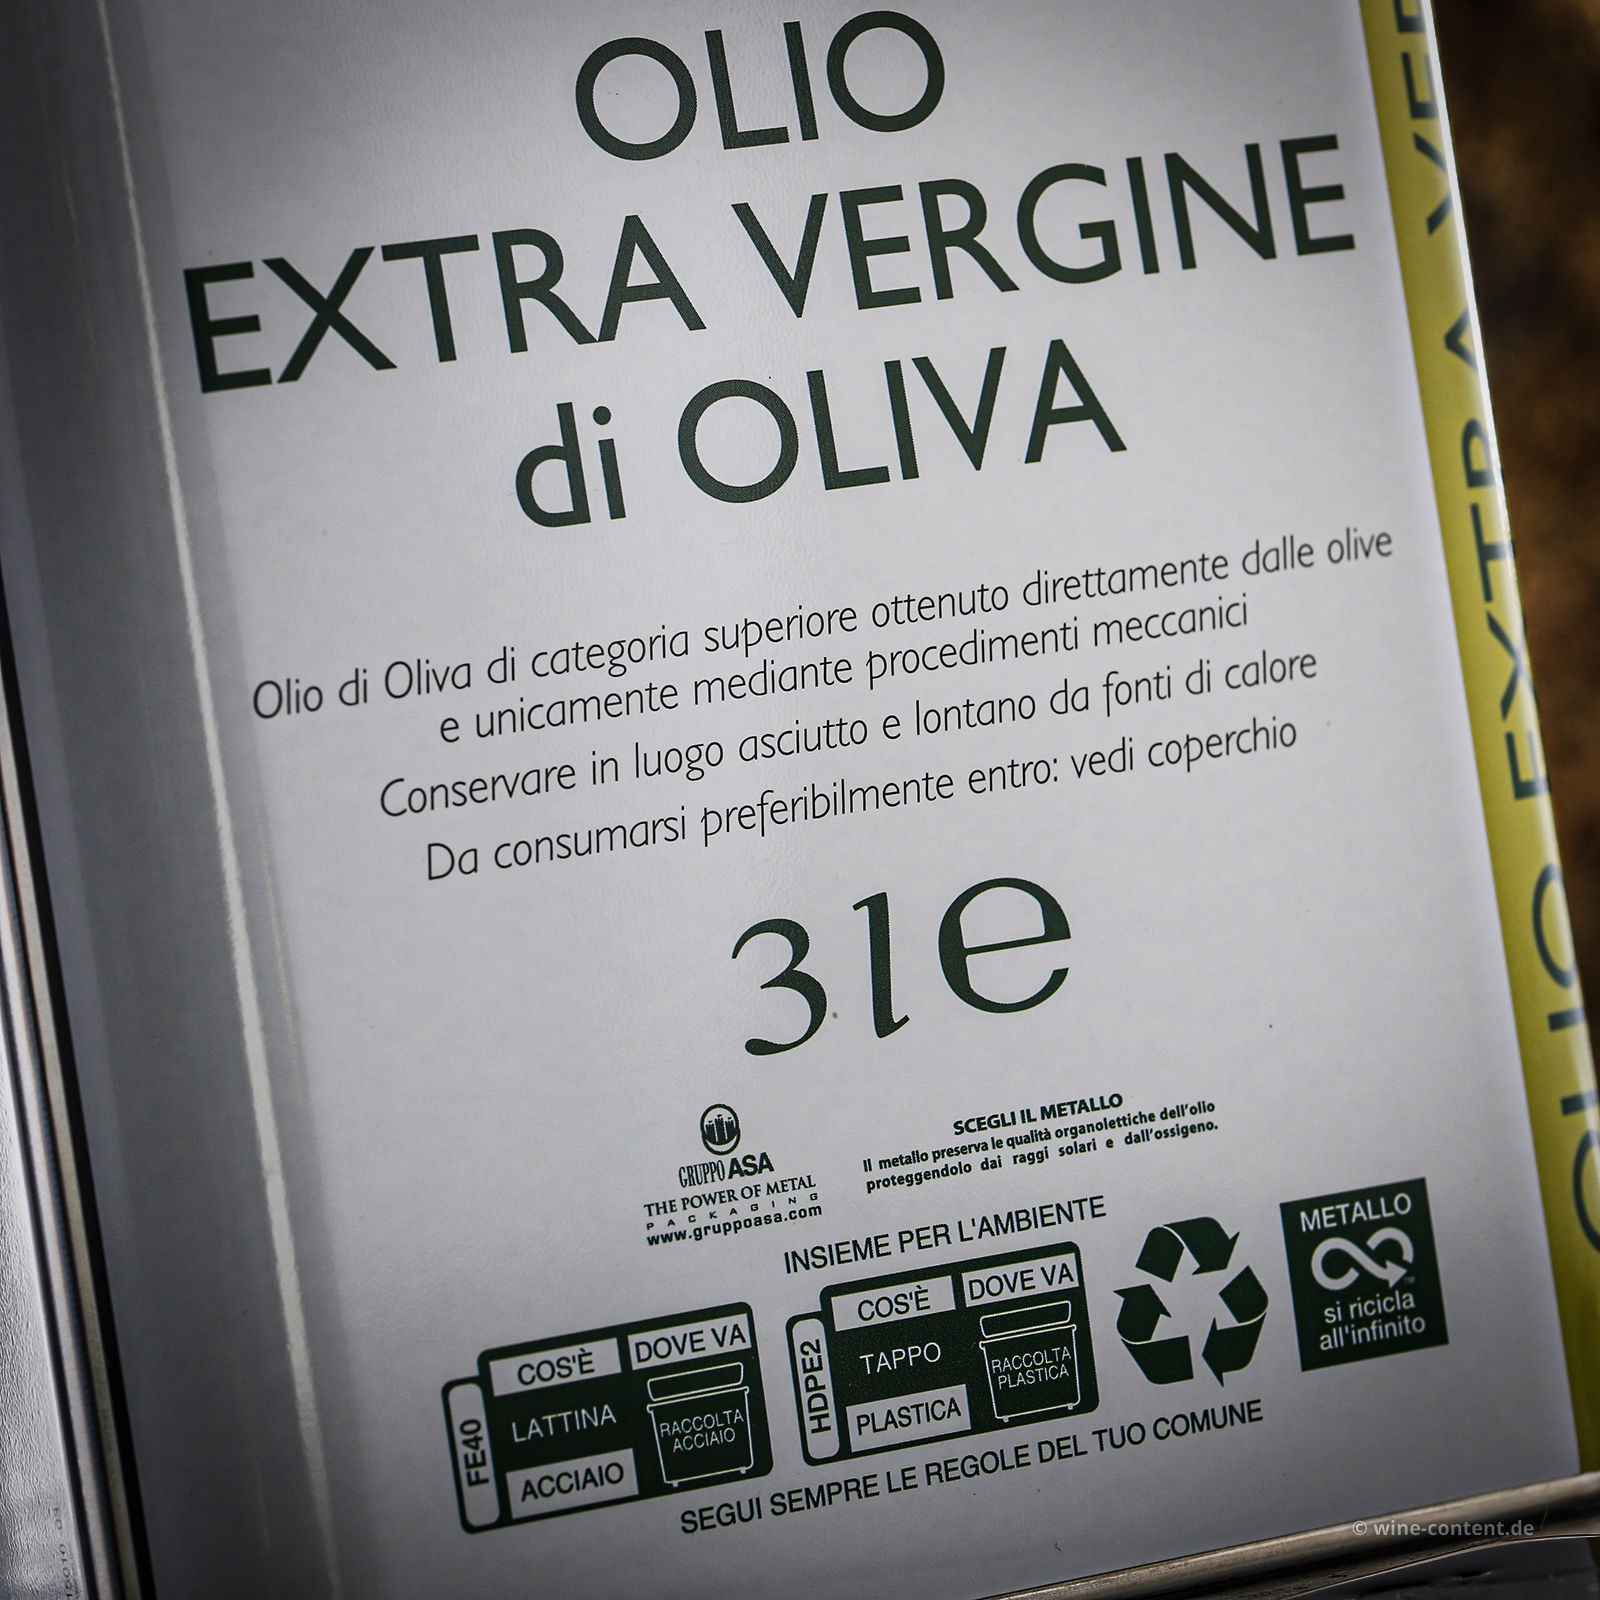 OLIO
EXTRA VERGINE
di OLIVA
Olio di Oliva di categoria superiore ottenuto direttamente dalle olive
e unicamente mediante procedimenti meccanici
Conservare in luogo asciutto e lontano da fonti di calore
Da consumarsi preferibilmente entro: vedi coperchio
3 l e
GRUPPO ASA
THE POWER OF METAL
PACKAGING
www.gruppoasa.com
SCEGLI IL METALLO
Il metallo preserva le qualità organolettiche dell'olio
proteggendolo dai raggi solari e dall'ossigeno.
INSIEME PER L'AMBIENTE
FE40
COS'È
DOVE VA
LATTINA
RACCOLTA
ACCIAIO
ACCIAIO
HDPE2
COS'È
DOVE VA
TAPPO
RACCOLTA
PLASTICA
PLASTICA
METALLO
si ricicla
all'infinito
SEGUI SEMPRE LE REGOLE DEL TUO COMUNE
OLIO EXTRA VER
© wine-content.de